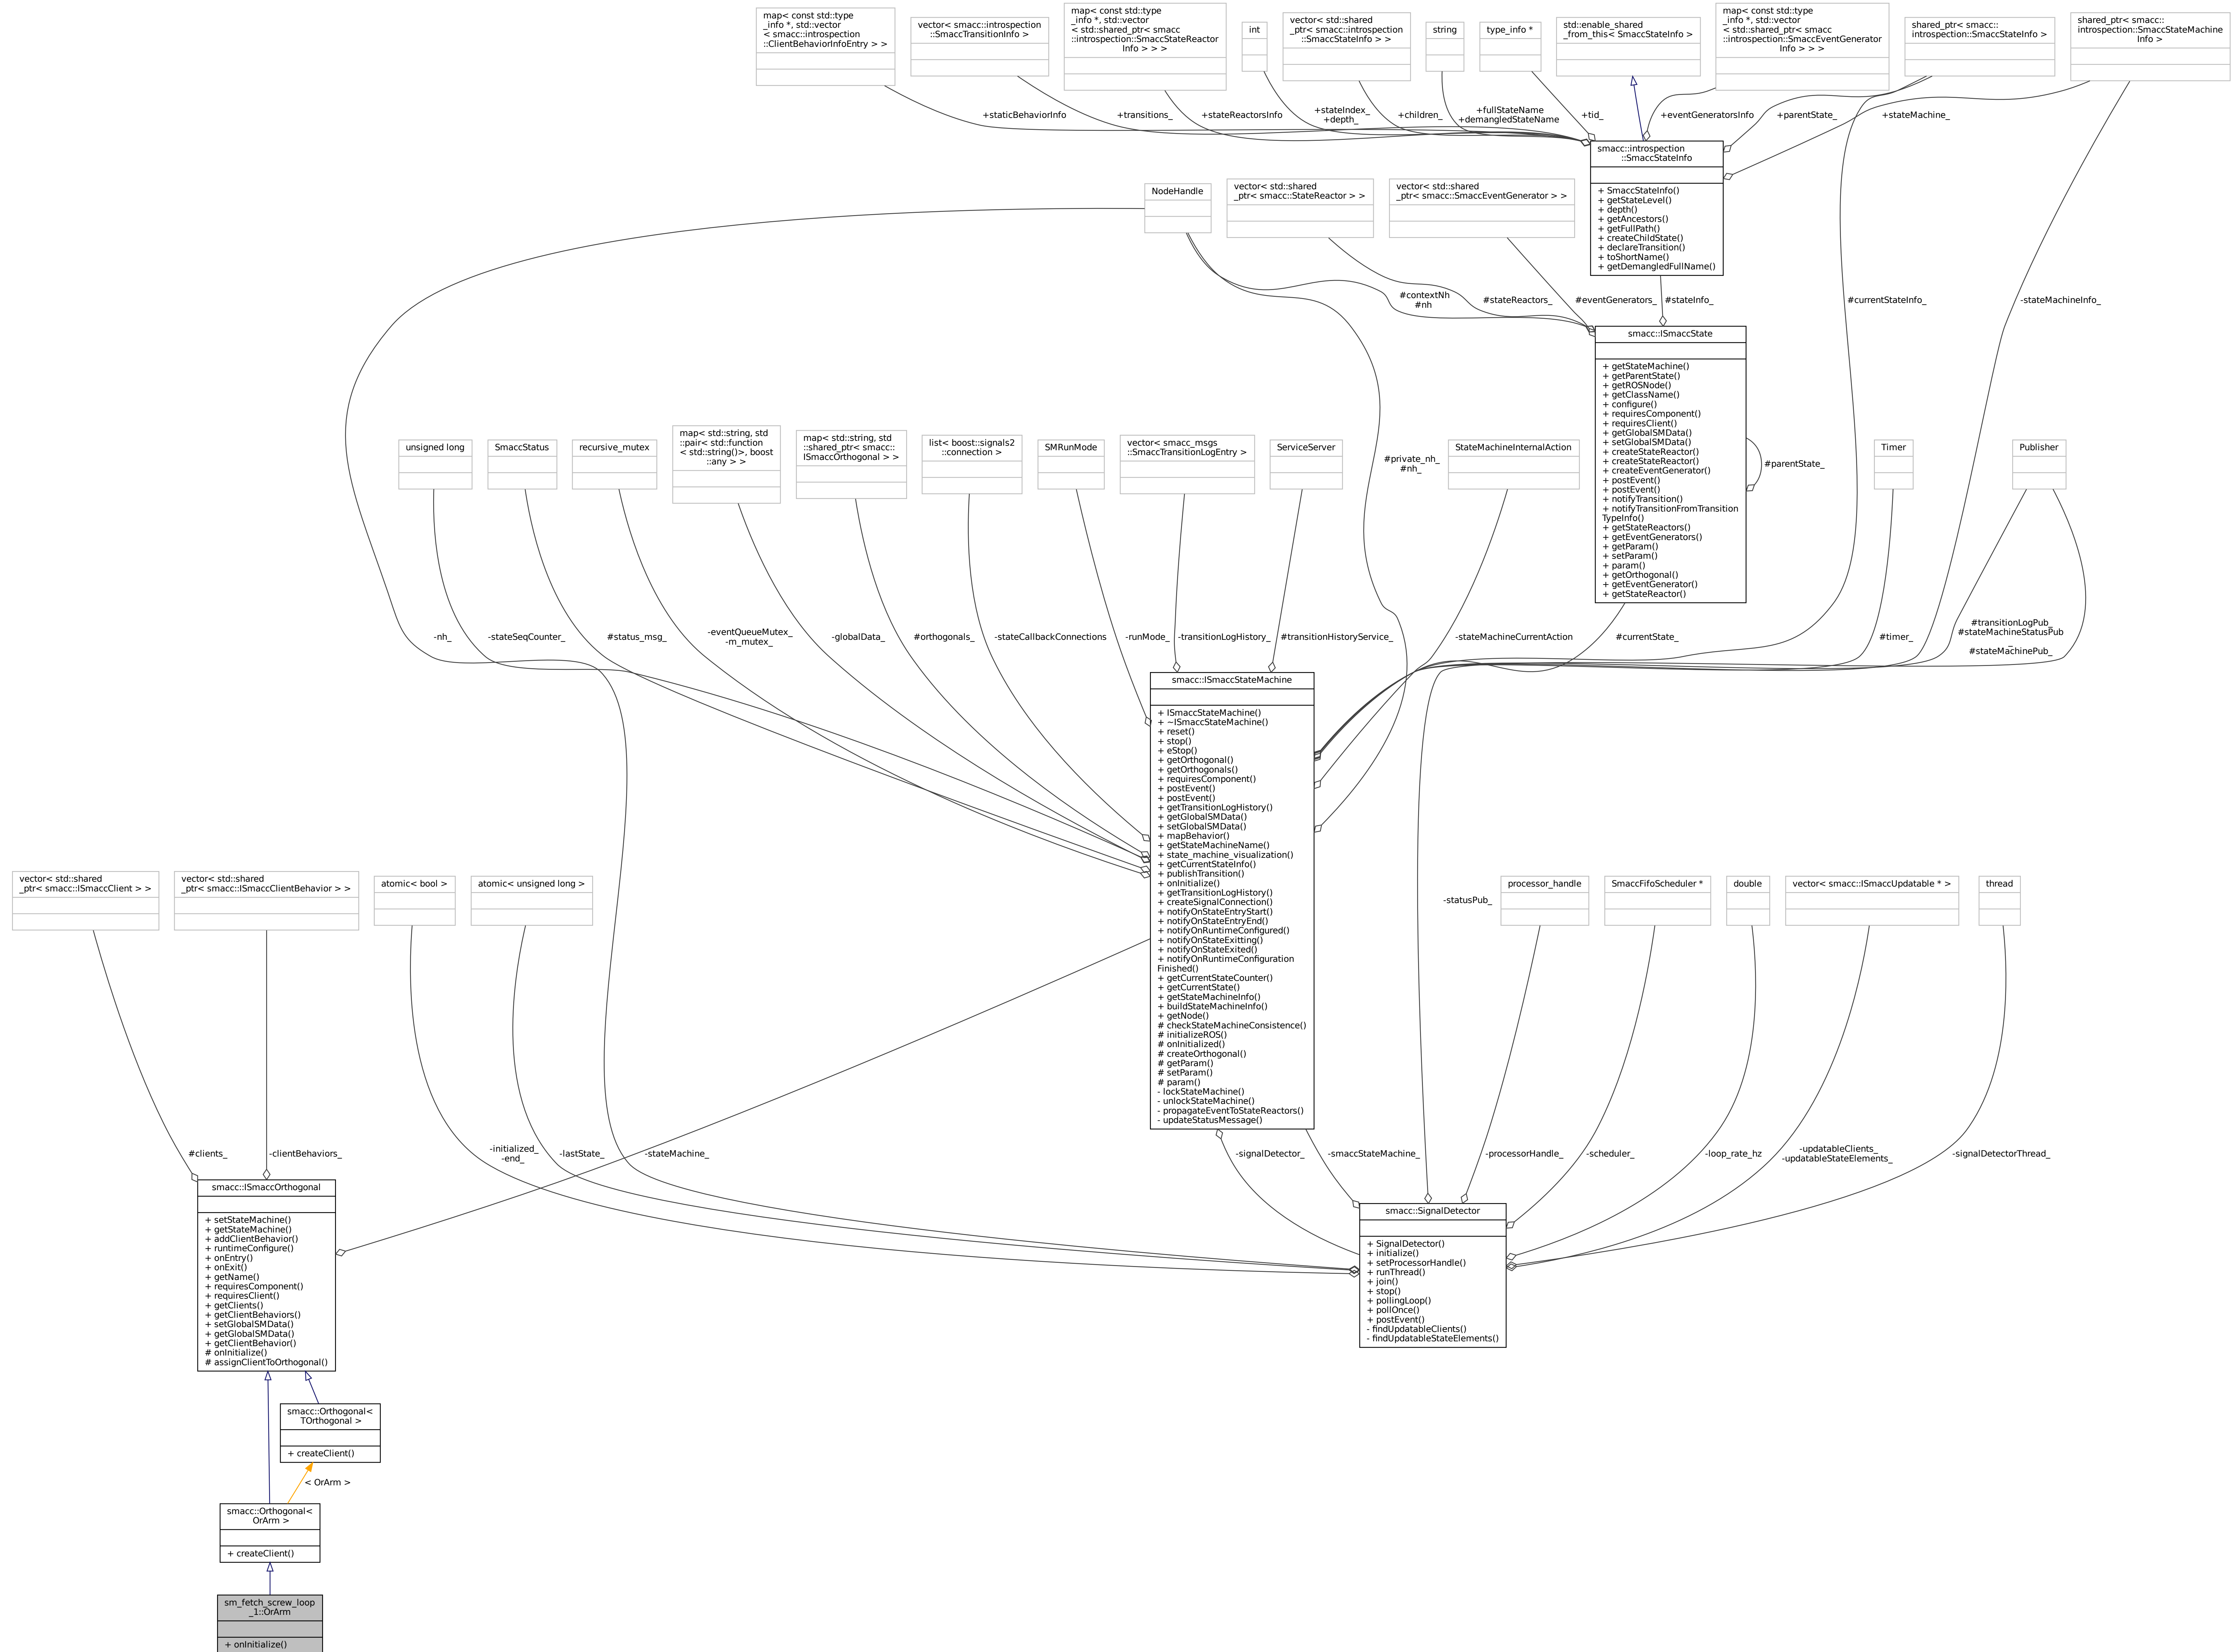 map< const std::type
_info *, std::vector
< smacc::introspection
::ClientBehaviorInfoEntry > >
vector< smacc::introspection
::SmaccTransitionInfo >
map< const std::type
_info *, std::vector
< std::shared_ptr< smacc
::introspection::SmaccStateReactor
Info > > >
int
vector< std::shared
_ptr< smacc::introspection
::SmaccStateInfo > >
string
type_info *
std::enable_shared
_from_this< SmaccStateInfo >
map< const std::type
_info *, std::vector
< std::shared_ptr< smacc
::introspection::SmaccEventGenerator
Info > > >
shared_ptr< smacc::
introspection::SmaccStateInfo >
shared_ptr< smacc::
introspection::SmaccStateMachine
Info >
+staticBehaviorInfo
+transitions_
+stateReactorsInfo
+stateIndex_
+depth_
+children_
+fullStateName
+demangledStateName
+tid_
+eventGeneratorsInfo
+parentState_
+stateMachine_
smacc::introspection
::SmaccStateInfo
+ SmaccStateInfo()
+ getStateLevel()
+ depth()
+ getAncestors()
+ getFullPath()
+ createChildState()
+ declareTransition()
+ toShortName()
+ getDemangledFullName()
NodeHandle
vector< std::shared
_ptr< smacc::StateReactor > >
vector< std::shared
_ptr< smacc::SmaccEventGenerator > >
#contextNh
#nh
#stateReactors_
#eventGenerators_
#stateInfo_
#currentStateInfo_
-stateMachineInfo_
smacc::ISmaccState
+ getStateMachine()
+ getParentState()
+ getROSNode()
+ getClassName()
+ configure()
+ requiresComponent()
+ requiresClient()
+ getGlobalSMData()
+ setGlobalSMData()
+ createStateReactor()
+ createStateReactor()
+ createEventGenerator()
+ postEvent()
+ postEvent()
+ notifyTransition()
+ notifyTransitionFromTransition
TypeInfo()
+ getStateReactors()
+ getEventGenerators()
+ getParam()
+ setParam()
+ param()
+ getOrthogonal()
+ getEventGenerator()
+ getStateReactor()
#parentState_
unsigned long
SmaccStatus
recursive_mutex
map< std::string, std
::pair< std::function
< std::string()>, boost
::any > >
map< std::string, std
::shared_ptr< smacc::
ISmaccOrthogonal > >
list< boost::signals2
::connection >
SMRunMode
vector< smacc_msgs
::SmaccTransitionLogEntry >
ServiceServer
#private_nh_
#nh_
StateMachineInternalAction
Timer
Publisher
-nh_
-stateSeqCounter_
#status_msg_
-eventQueueMutex_
-m_mutex_
-globalData_
#orthogonals_
-stateCallbackConnections
-runMode_
-transitionLogHistory_
#transitionHistoryService_
-stateMachineCurrentAction
#currentState_
#timer_
#transitionLogPub_
#stateMachineStatusPub
_
#stateMachinePub_
smacc::ISmaccStateMachine
+ ISmaccStateMachine()
+ ~ISmaccStateMachine()
+ reset()
+ stop()
+ eStop()
+ getOrthogonal()
+ getOrthogonals()
+ requiresComponent()
+ postEvent()
+ postEvent()
+ getTransitionLogHistory()
+ getGlobalSMData()
+ setGlobalSMData()
+ mapBehavior()
+ getStateMachineName()
+ state_machine_visualization()
+ getCurrentStateInfo()
+ publishTransition()
+ onInitialize()
+ getTransitionLogHistory()
+ createSignalConnection()
+ notifyOnStateEntryStart()
+ notifyOnStateEntryEnd()
+ notifyOnRuntimeConfigured()
+ notifyOnStateExitting()
+ notifyOnStateExited()
+ notifyOnRuntimeConfiguration
Finished()
+ getCurrentStateCounter()
+ getCurrentState()
+ getStateMachineInfo()
+ buildStateMachineInfo()
+ getNode()
# checkStateMachineConsistence()
# initializeROS()
# onInitialized()
# createOrthogonal()
# getParam()
# setParam()
# param()
- lockStateMachine()
- unlockStateMachine()
- propagateEventToStateReactors()
- updateStatusMessage()
vector< std::shared
_ptr< smacc::ISmaccClient > >
vector< std::shared
_ptr< smacc::ISmaccClientBehavior > >
atomic< bool >
atomic< unsigned long >
-statusPub_
processor_handle
SmaccFifoScheduler *
double
vector< smacc::ISmaccUpdatable * >
thread
#clients_
-clientBehaviors_
-initialized_
-end_
-lastState_
-stateMachine_
-signalDetector_
-smaccStateMachine_
-processorHandle_
-scheduler_
-loop_rate_hz
-updatableClients_
-updatableStateElements_
-signalDetectorThread_
smacc::ISmaccOrthogonal
+ setStateMachine()
+ getStateMachine()
+ addClientBehavior()
+ runtimeConfigure()
+ onEntry()
+ onExit()
+ getName()
+ requiresComponent()
+ requiresClient()
+ getClients()
+ getClientBehaviors()
+ setGlobalSMData()
+ getGlobalSMData()
+ getClientBehavior()
# onInitialize()
# assignClientToOrthogonal()
smacc::SignalDetector
+ SignalDetector()
+ initialize()
+ setProcessorHandle()
+ runThread()
+ join()
+ stop()
+ pollingLoop()
+ pollOnce()
+ postEvent()
- findUpdatableClients()
- findUpdatableStateElements()
smacc::Orthogonal<
TOrthogonal >
+ createClient()
< OrArm >
smacc::Orthogonal<
OrArm >
+ createClient()
sm_fetch_screw_loop
_1::OrArm
+ onInitialize()